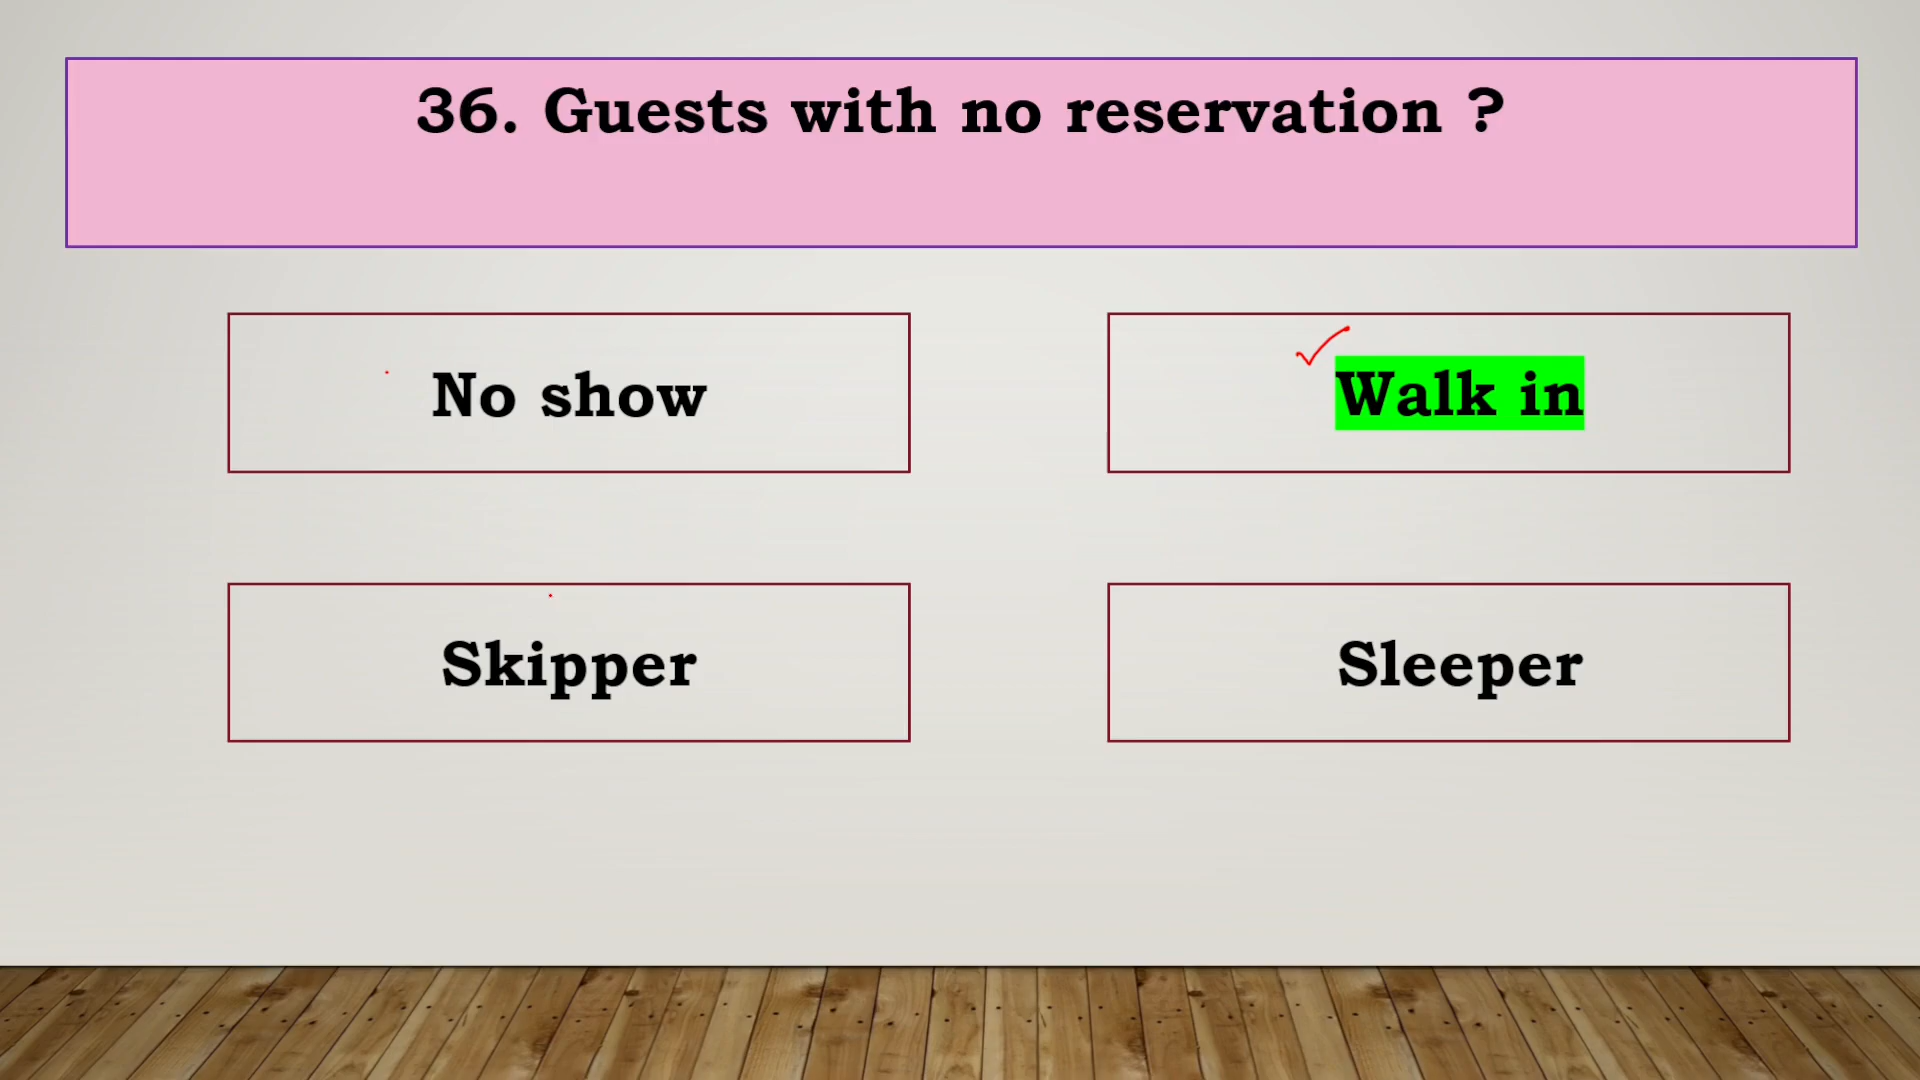 36. Guests with no reservation ?
No show
Walk in
Skipper
Sleeper